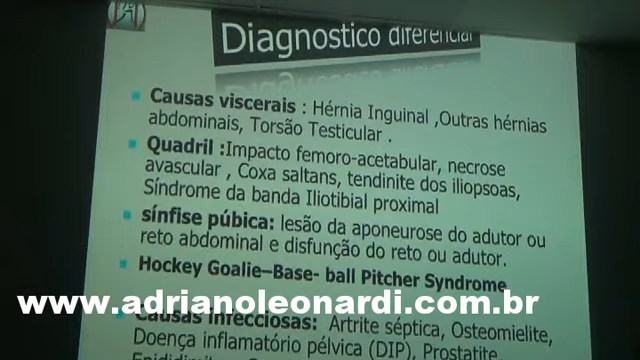 Diagnostico diferencial
Causas viscerais : Hérnia Inguinal ,Outras hérnias
abdominais, Torsão Testicular .
Quadril :Impacto femoro-acetabular, necrose
avascular , Coxa saltans, tendinite dos iliopsoas,
Síndrome da banda Iliotibial proximal
sínfise púbica: lesão da aponeurose do adutor ou
reto abdominal e disfunção do reto ou adutor.
Hockey Goalie–Base- ball Pitcher Syndrome
www.adrianoleonardi.com.br
Causas infecciosas: Artrite séptica, Osteomielite,
Doença inflamatório pélvica (DIP), Prostatite,